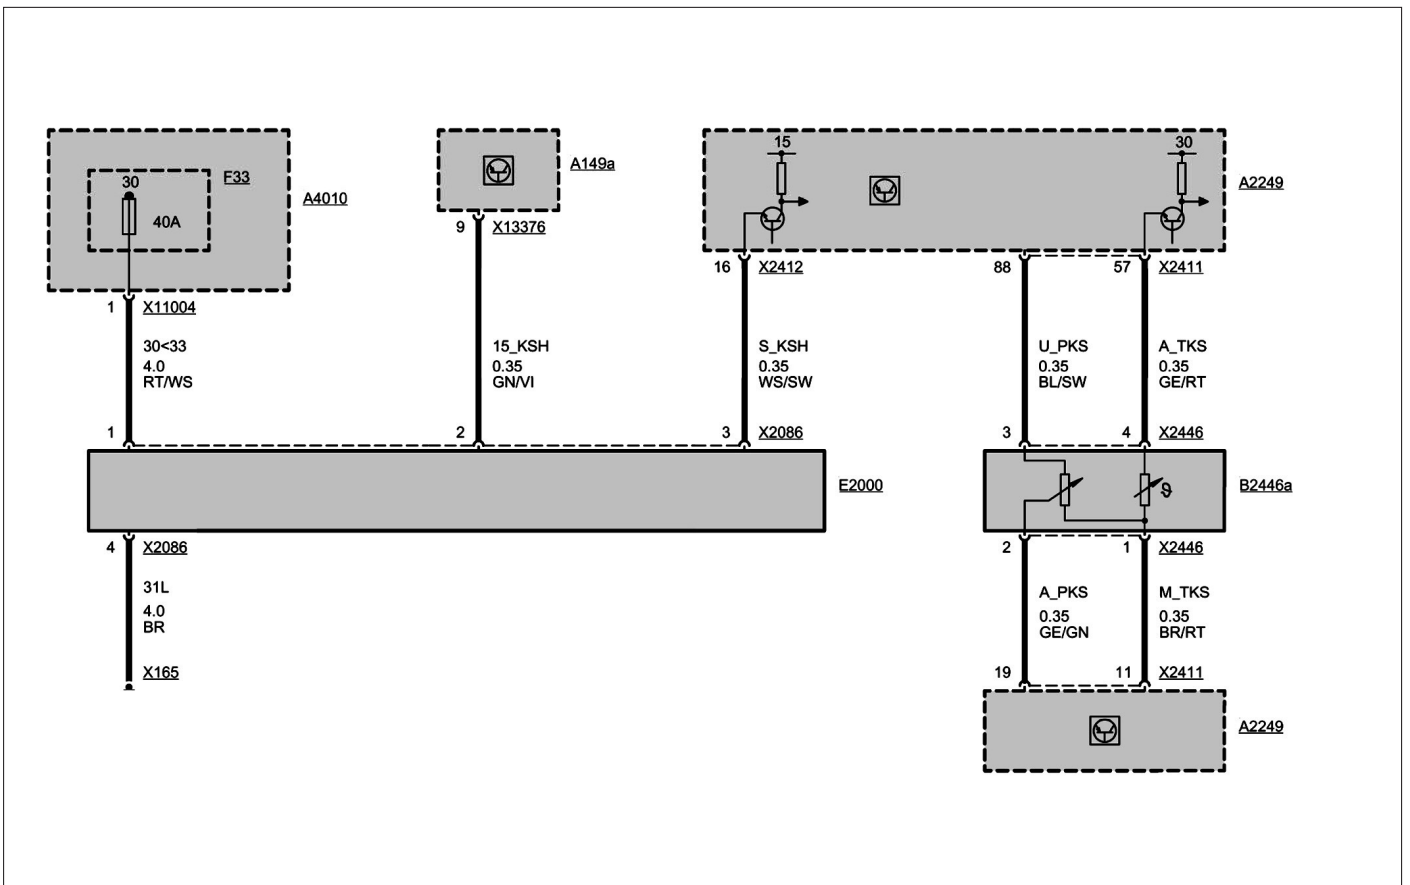 15
30
F33
A149a
30
A4010
A2249
40A
9 X13376
16 X2412
88
57 X2411
1 X11004
30<33
4.0
RT/WS
15_KSH
0.35
GN/VI
S_KSH
0.35
WS/SW
U_PKS
0.35
BL/SW
A_TKS
0.35
GE/RT
1
2
3 X2086
3
4 X2446
E2000
ϑ
B2446a
4 X2086
2
1 X2446
31L
4.0
BR
A_PKS
0.35
GE/GN
M_TKS
0.35
BR/RT
X165
19
11 X2411
A2249